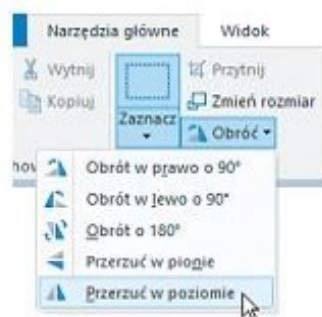 Narzędzia główne Widok
Wytnij
Kopiuj
Zaznacz
Przytnij
Zmień rozmiar
Obróć
Obrót w prawo o 90°
Obrót w lewo o 90°
Obrót o 180°
Przerzuć w pionie
Przerzuć w poziomie